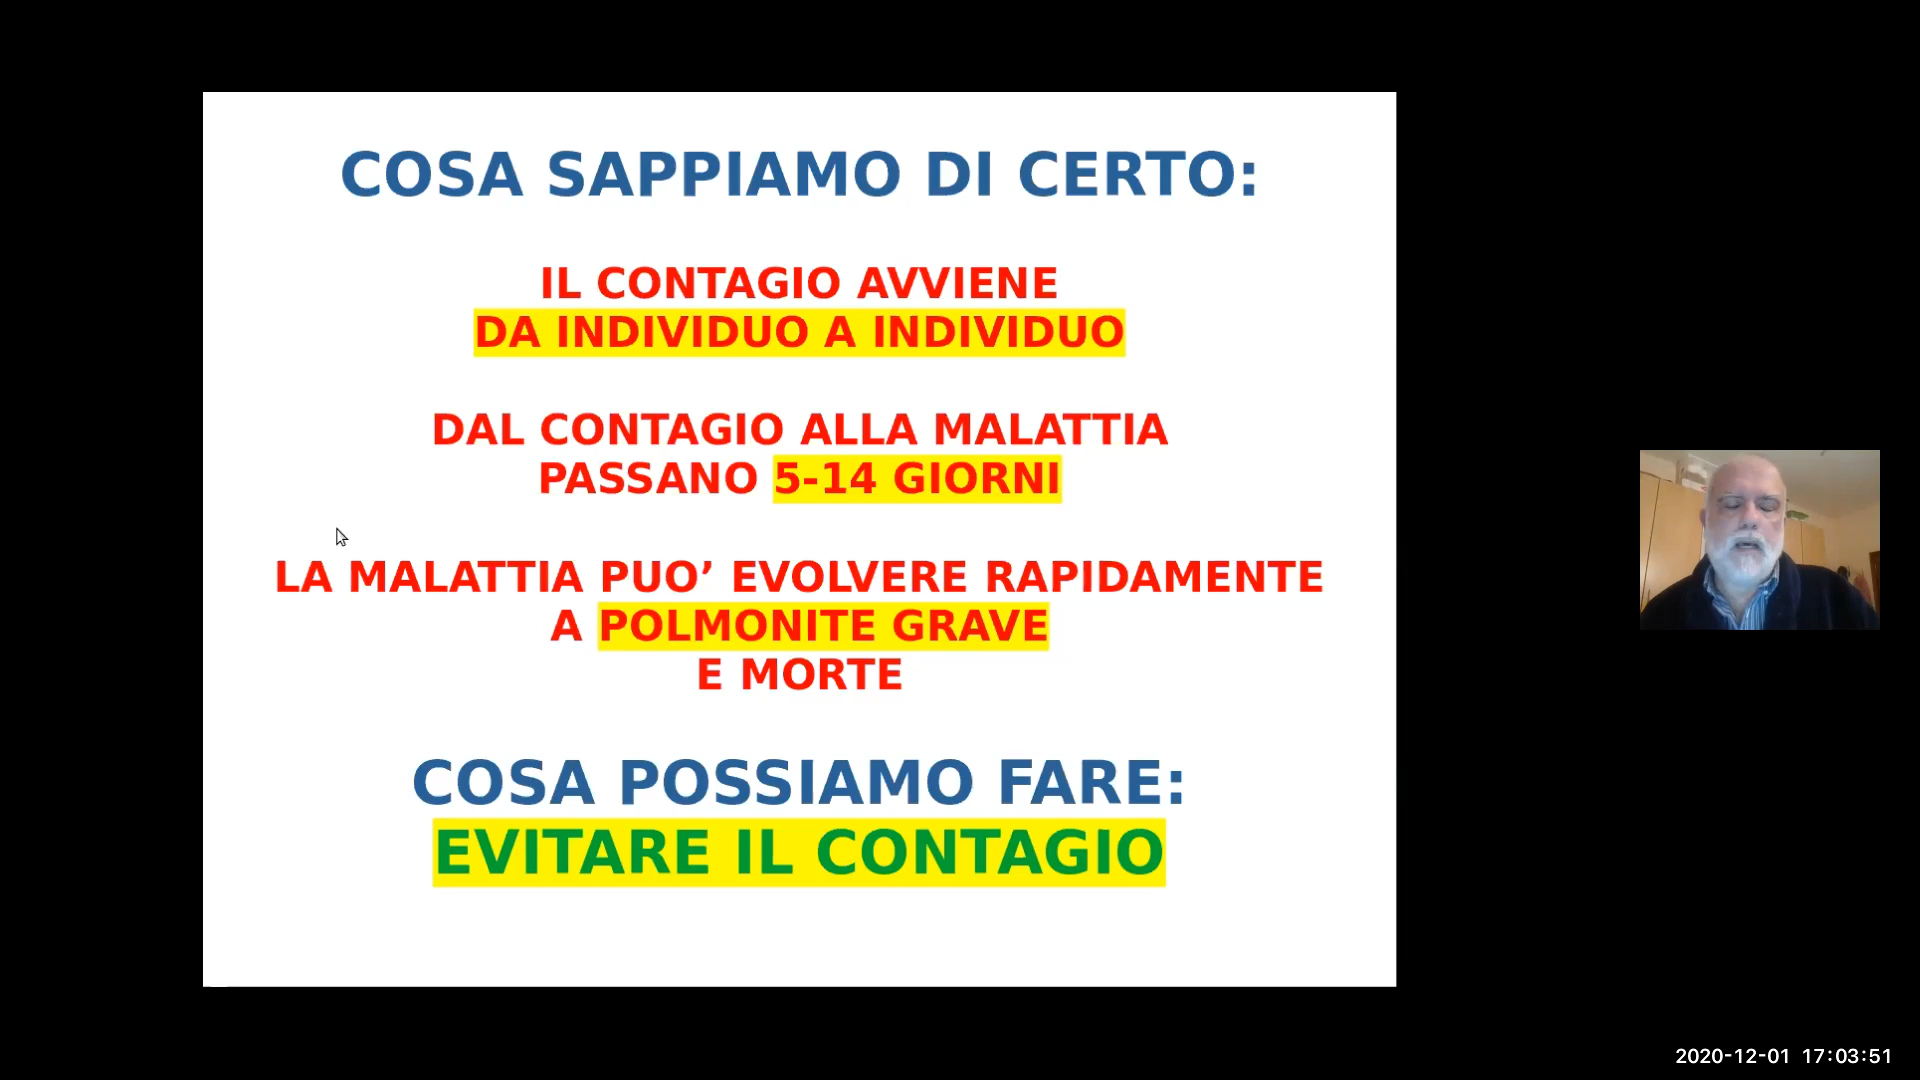 COSA SAPPIAMO DI CERTO:
IL CONTAGIO AVVIENE
DA INDIVIDUO A INDIVIDUO
DAL CONTAGIO ALLA MALATTIA
PASSANO 5-14 GIORNI
LA MALATTIA PUO’ EVOLVERE RAPIDAMENTE
A POLMONITE GRAVE
E MORTE
COSA POSSIAMO FARE:
EVITARE IL CONTAGIO
2020-12-01 17:03:51